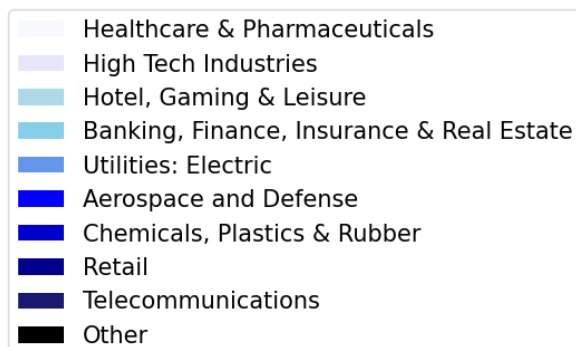 Healthcare & Pharmaceuticals
High Tech Industries
Hotel, Gaming & Leisure
Banking, Finance, Insurance & Real Estate
Utilities: Electric
Aerospace and Defense
Chemicals, Plastics & Rubber
Retail
Telecommunications
Other